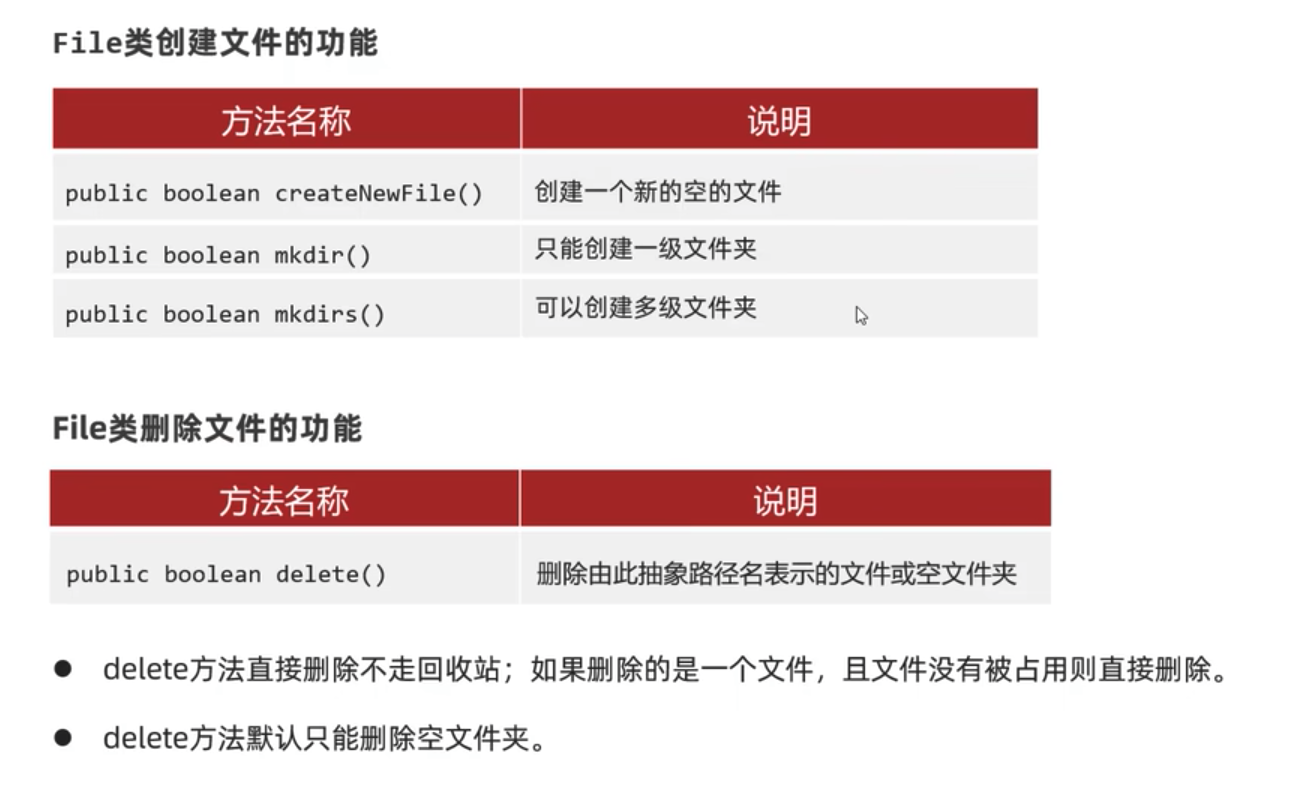 File类创建文件的功能
方法名称 说明
public boolean createNewFile() 创建一个新的空的文件
public boolean mkdir() 只能创建一级文件夹
public boolean mkdirs() 可以创建多级文件夹
File类删除文件的功能
方法名称 说明
public boolean delete() 删除由此抽象路径名表示的文件或空文件夹
● delete方法直接删除不走回收站；如果删除的是一个文件，且文件没有被占用则直接删除。
● delete方法默认只能删除空文件夹。